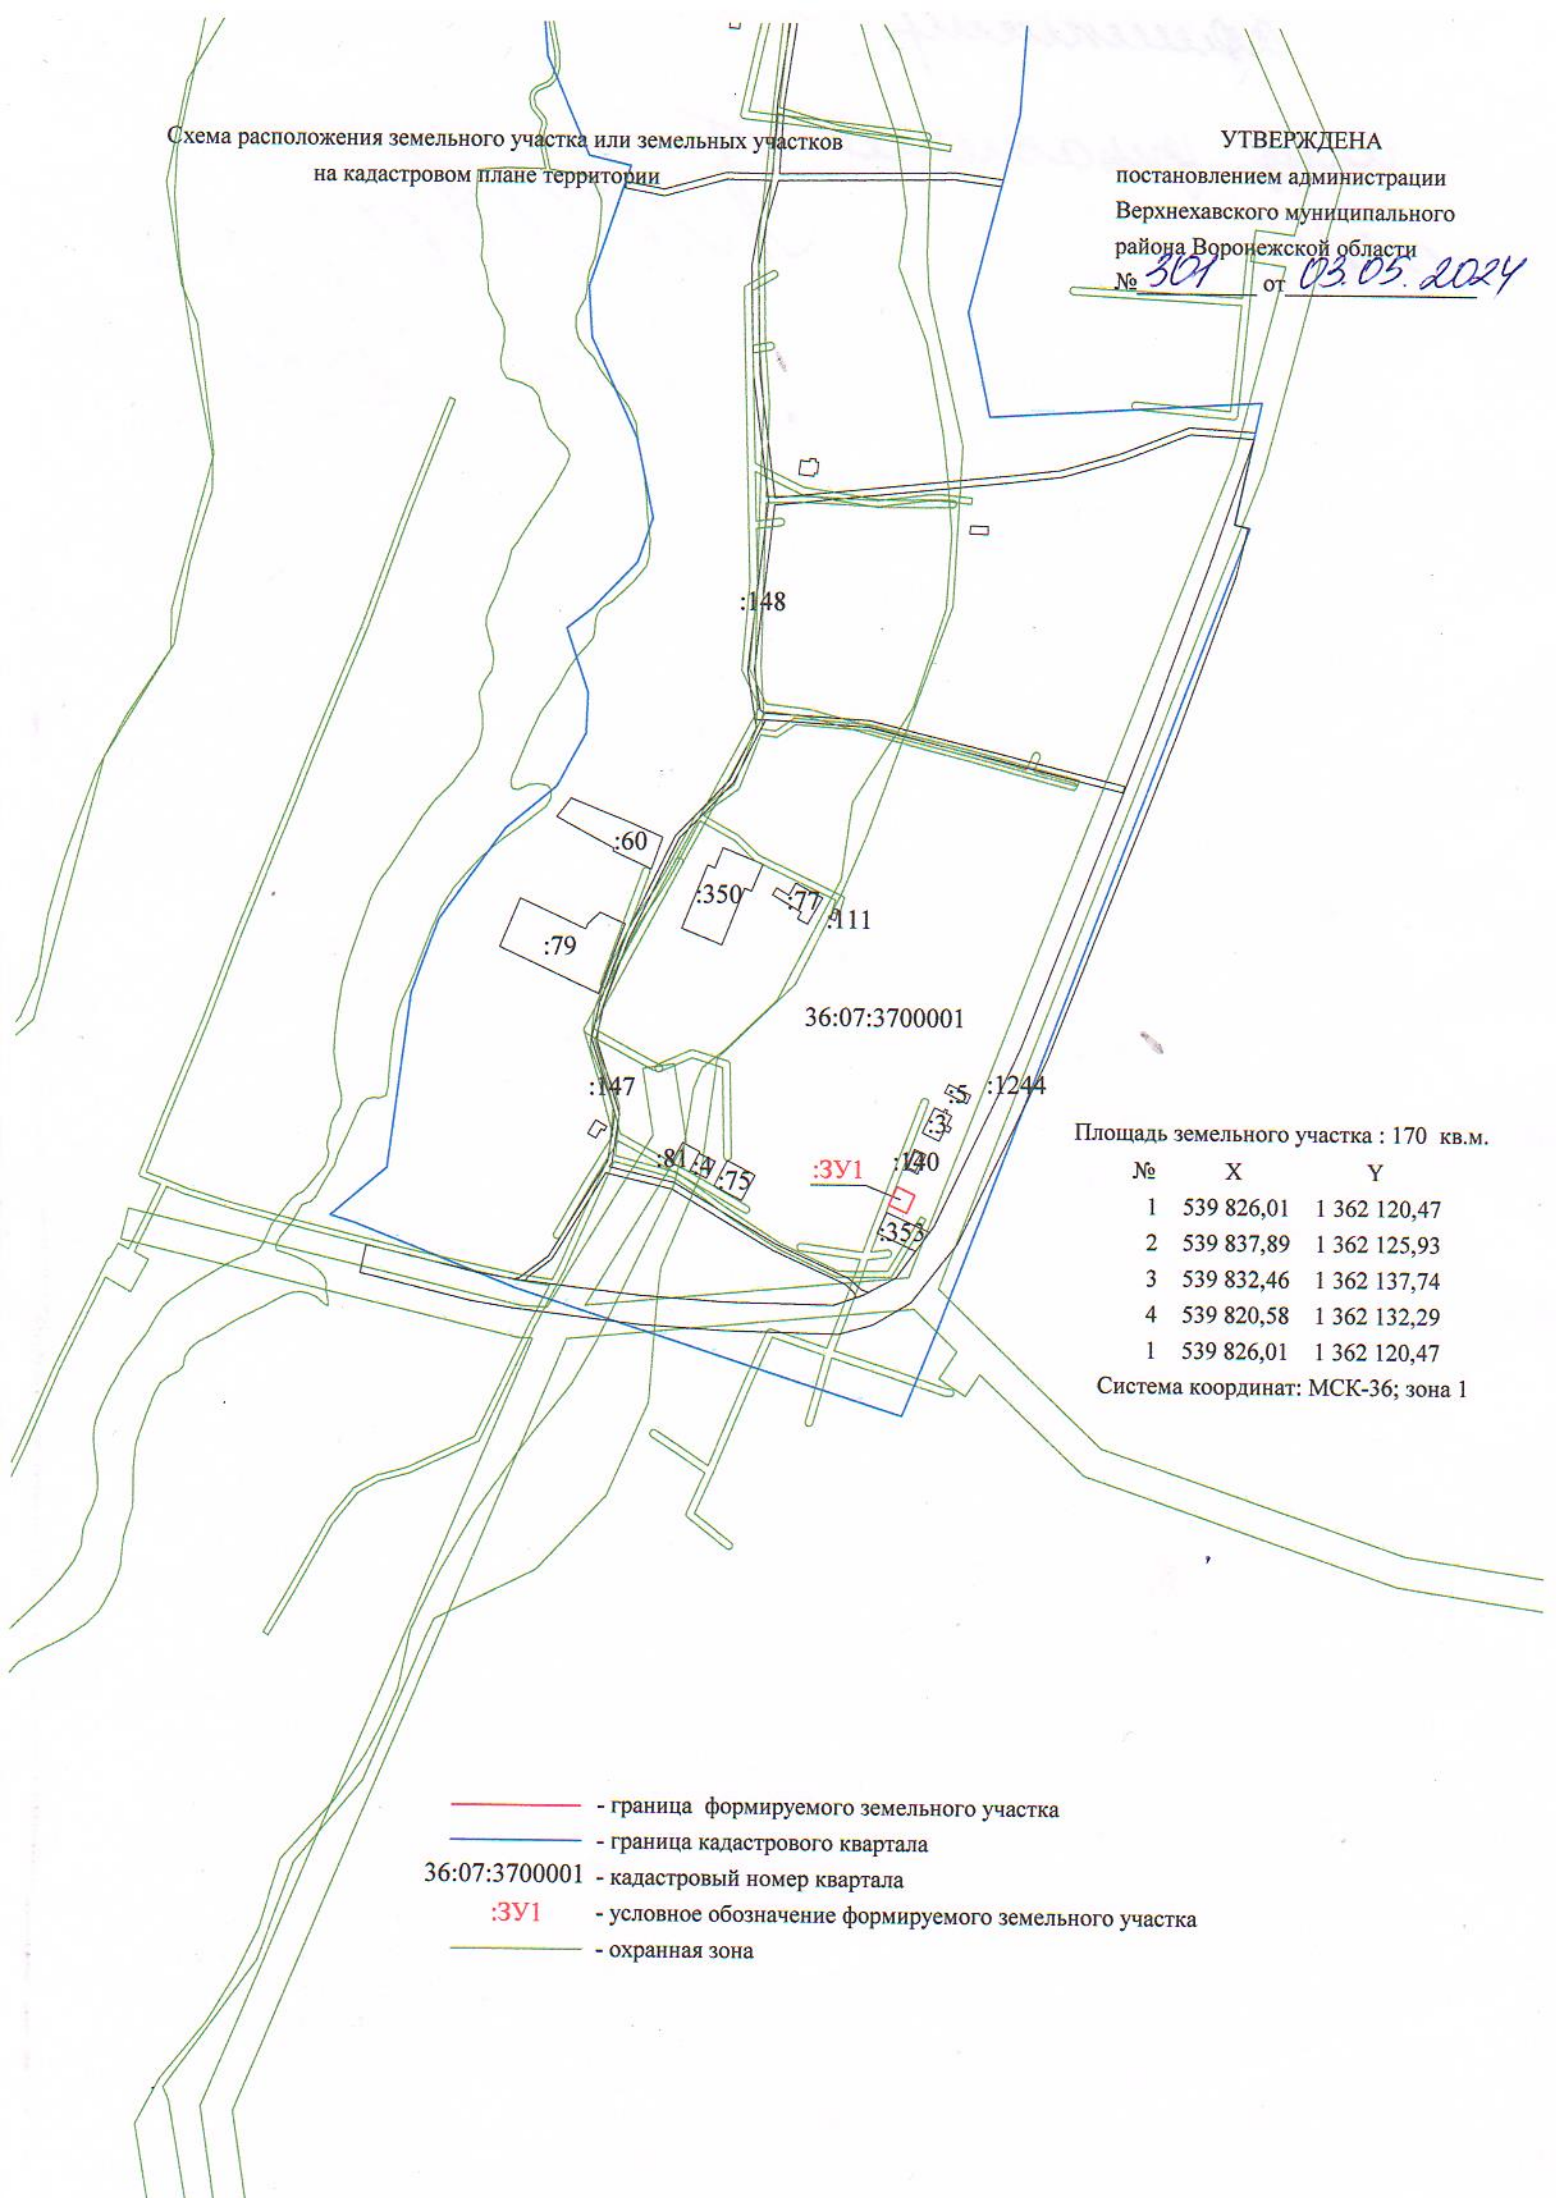 Схема расположения земельного участка или земельных участков
на кадастровом плане территории
УТВЕРЖДЕНА
постановлением администрации
Верхнехавского муниципального
района Воронежской области
№ 301 от 03.05.2024
:148
:60
:350
:77
:111
:79
36:07:3700001
:147
:5
:1244
:3
:81
:4
:75
:ЗУ1
:140
:353
Площадь земельного участка : 170 кв.м.
№ X Y
1 539 826,01 1 362 120,47
2 539 837,89 1 362 125,93
3 539 832,46 1 362 137,74
4 539 820,58 1 362 132,29
1 539 826,01 1 362 120,47
Система координат: МСК-36; зона 1
- граница формируемого земельного участка
- граница кадастрового квартала
36:07:3700001 - кадастровый номер квартала
:ЗУ1 - условное обозначение формируемого земельного участка
- охранная зона